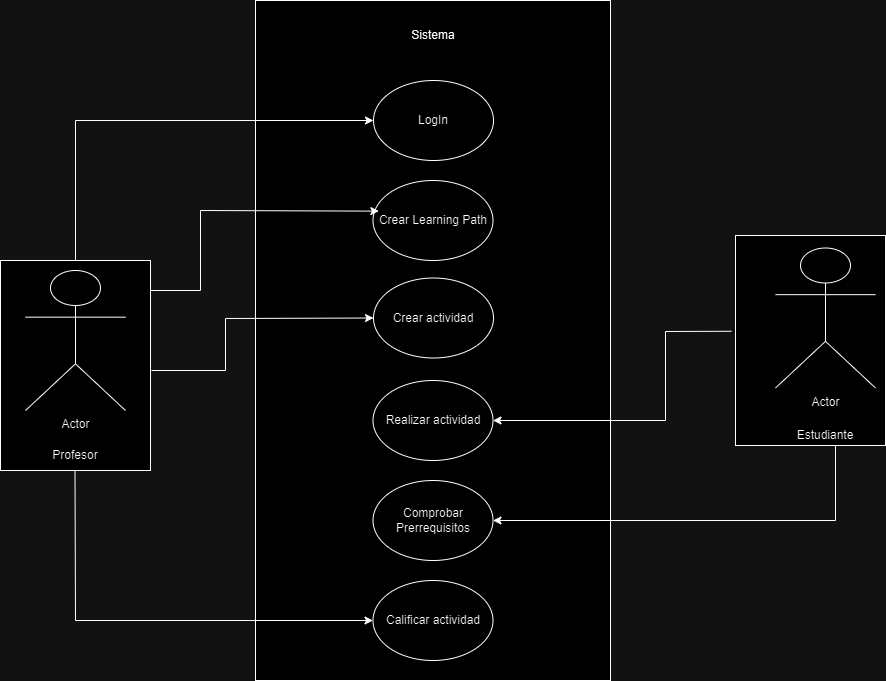 Sistema
LogIn
Crear Learning Path
Crear actividad
Realizar actividad
Comprobar
Prerrequisitos
Calificar actividad
Actor
Profesor
Actor
Estudiante